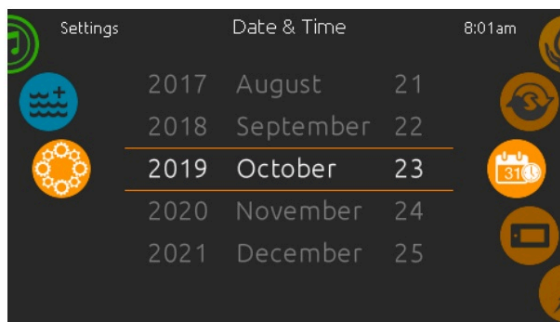 Settings Date & Time 8:01am
2017 August 21
2018 September 22
2019 October 23
31
2020 November 24
2021 December 25